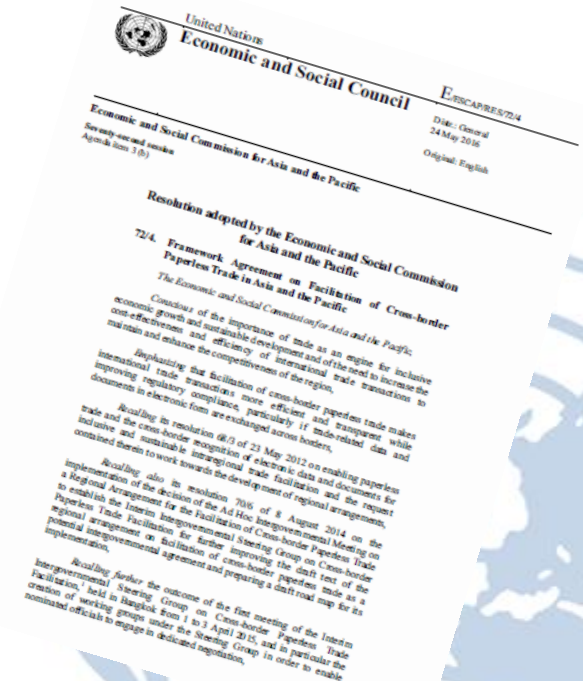 United Nations
Economic and Social Council
E/ESCAP/RES/72/4
Distr.: General
24 May 2016
Original: English
Economic and Social Commission for Asia and the Pacific
Seventy-second session
Agenda item 3 (b)
Resolution adopted by the Economic and Social Commission
for Asia and the Pacific
72/4. Framework Agreement on Facilitation of Cross-border
Paperless Trade in Asia and the Pacific
The Economic and Social Commission for Asia and the Pacific,
Conscious of the importance of trade as an engine for inclusive
economic growth and sustainable development and of the need to increase the
cost-effectiveness and efficiency of international trade transactions to
maintain and enhance the competitiveness of the region,
Emphasizing that facilitation of cross-border paperless trade makes
international trade transactions more efficient and transparent while
improving regulatory compliance, particularly if trade-related data and
documents in electronic form are exchanged across borders,
Recalling its resolution 68/3 of 23 May 2012 on enabling paperless
trade and the cross-border recognition of electronic data and documents for
inclusive and sustainable intraregional trade facilitation and the request
contained therein to work towards the development of regional arrangements,
Recalling also its resolution 70/6 of 8 August 2014 on the
implementation of the decision of the Ad Hoc Intergovernmental Meeting on
a Regional Arrangement for the Facilitation of Cross-border Paperless Trade
to establish the Interim Intergovernmental Steering Group on Cross-border
Paperless Trade Facilitation for further improving the draft text of the
regional arrangement on facilitation of cross-border paperless trade as a
potential intergovernmental agreement and preparing a draft road map for its
implementation,
Recalling further the outcome of the first meeting of the Interim
Intergovernmental Steering Group on Cross-border Paperless Trade
Facilitation,¹ held in Bangkok from 1 to 3 April 2015, and in particular the
creation of working groups under the Steering Group in order to enable
nominated officials to engage in dedicated negotiation,